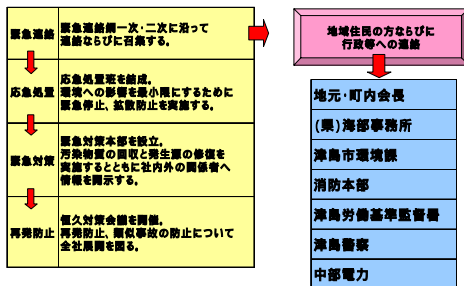 緊急連絡
緊急連絡網一次・二次に沿って
連絡ならびに召集する。
応急処置
応急処置班を結成。
環境への影響を最小限にするために
緊急停止、拡散防止を実施する。
緊急対策
緊急対策本部を設立。
汚染物質の回収と発生源の修復を
実施するとともに社内外の関係者へ
情報を開示する。
再発防止
恒久対策会議を開催。
再発防止、類似事故の防止について
全社展開を図る。
地域住民の方ならびに
行政等への連絡
地元・町内会長
(県)海部事務所
津島市環境課
消防本部
津島労働基準監督署
津島警察
中部電力